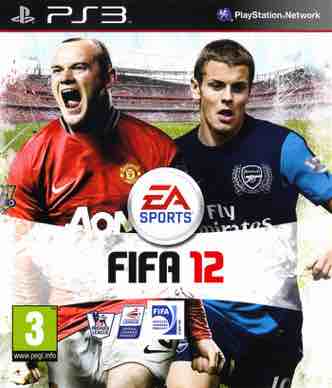 PS3
PlayStation®Network
AON
Fly
Emirates
EA
SPORTS
FIFA 12
3
www.pegi.info
FIFA